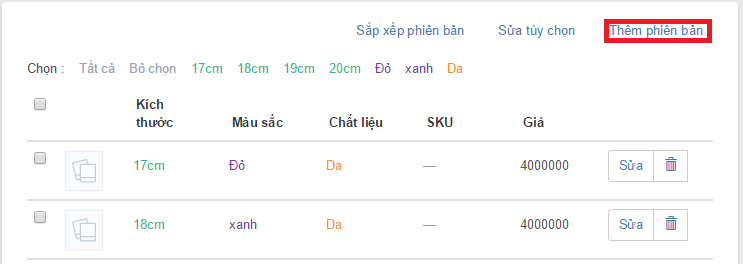 Sắp xếp phiên bản Sửa tùy chọn Thêm phiên bản
Chọn : Tất cả Bỏ chọn 17cm 18cm 19cm 20cm Đỏ xanh Da
Kích thước Màu sắc Chất liệu SKU Giá
17cm Đỏ Da — 4000000 Sửa
18cm xanh Da — 4000000 Sửa